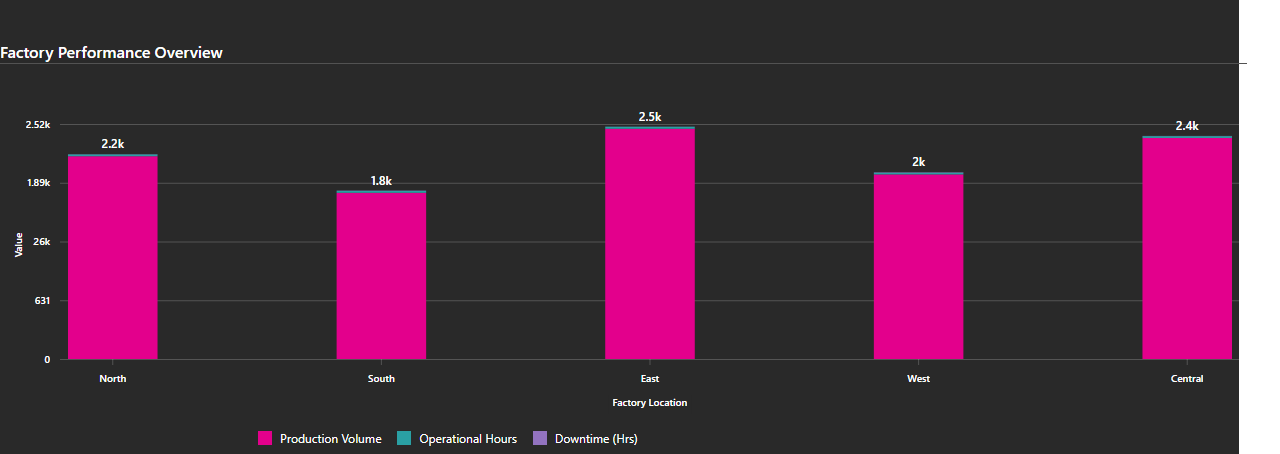 Factory Performance Overview
2.52k
1.89k
26k
631
0
Value
2.2k
1.8k
2.5k
2k
2.4k
North
South
East
West
Central
Factory Location
Production Volume
Operational Hours
Downtime (Hrs)